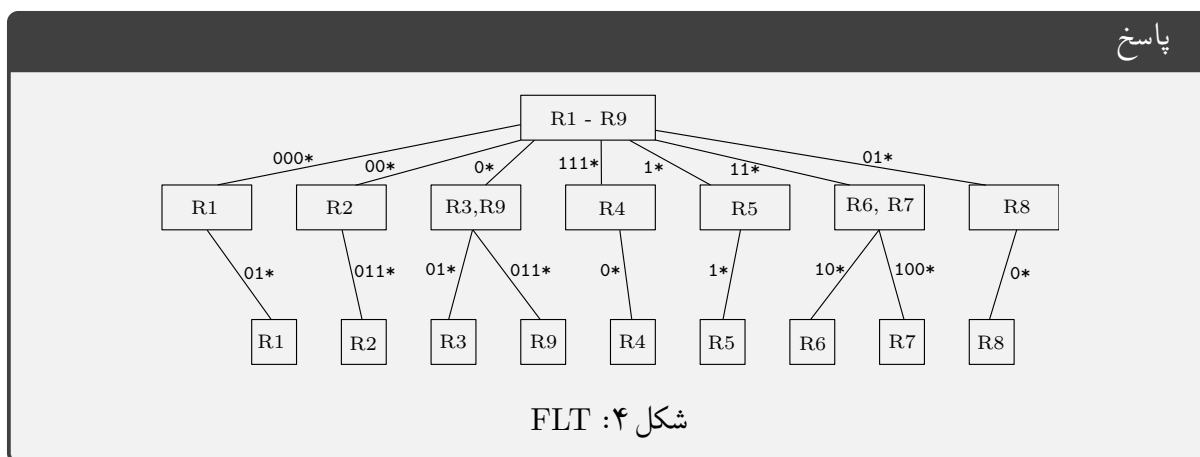 پاسخ
R1 - R9
000* 00* 0* 111* 1* 11* 01*
R1 R2 R3,R9 R4 R5 R6, R7 R8
01* 011* 01* 011* 0* 1* 10* 100* 0*
R1 R2 R3 R9 R4 R5 R6 R7 R8
شکل ۴: FLT